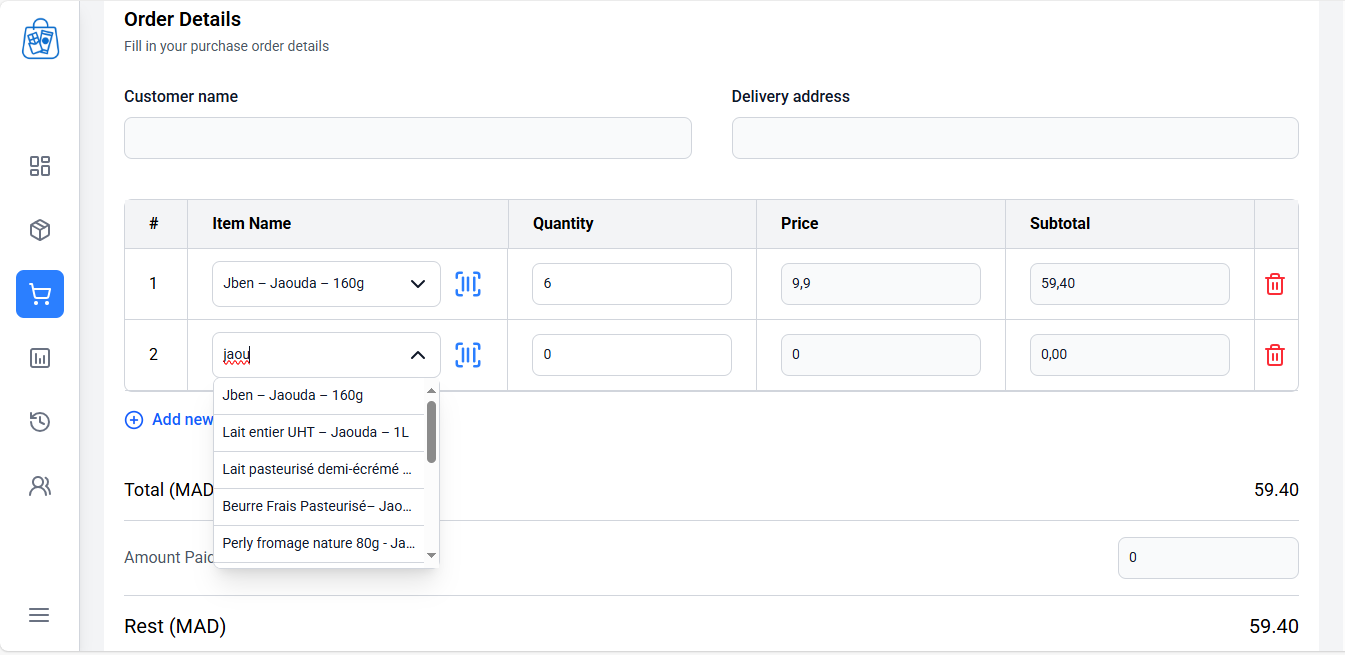 Order Details
Fill in your purchase order details
Customer name Delivery address
# Item Name Quantity Price Subtotal
1 Jben – Jaouda – 160g 6 9,9 59,40
2 jaou 0 0 0,00
Jben – Jaouda – 160g
Add new
Lait entier UHT – Jaouda – 1L
Lait pasteurisé demi-écrémé ...
Total (MAD 59.40
Beurre Frais Pasteurisé– Jao...
Perly fromage nature 80g - Ja...
Amount Paid 0
Rest (MAD) 59.40